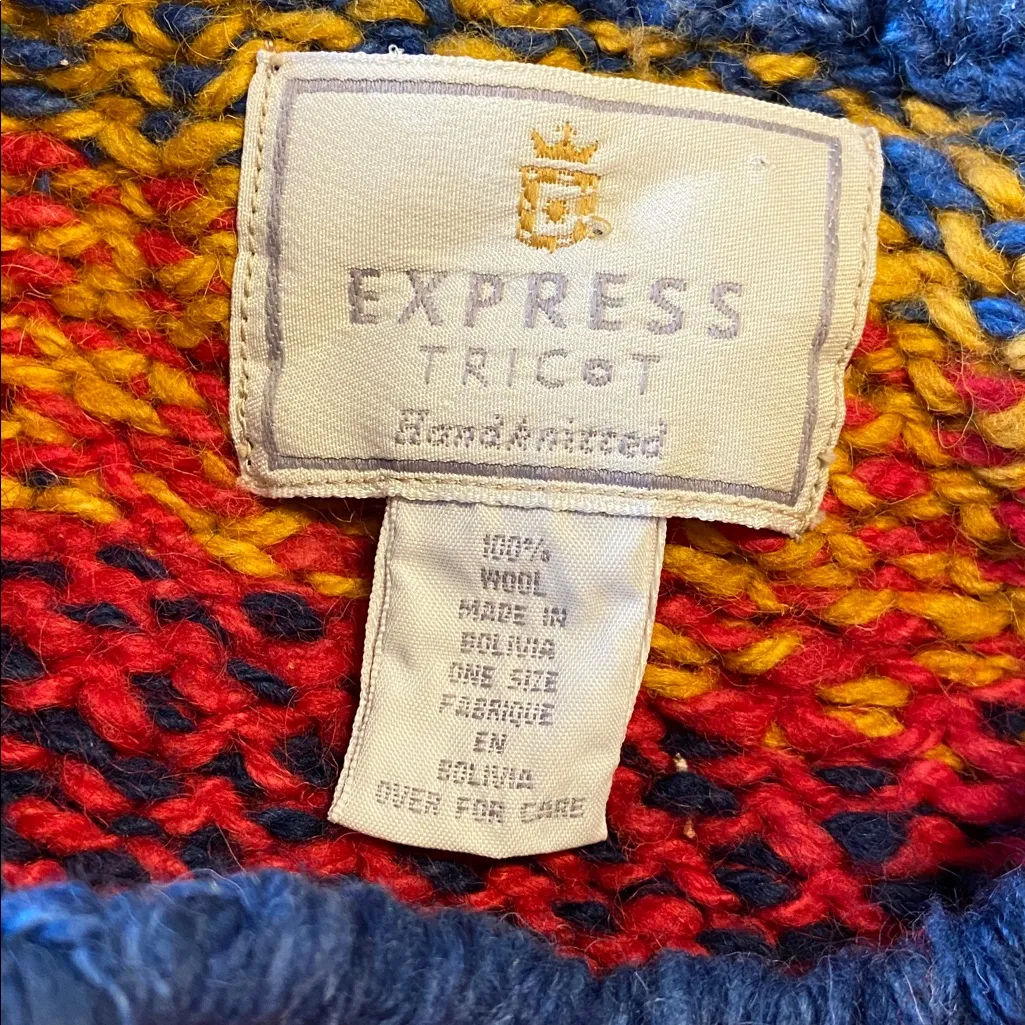 EXPRESS
TRICOT
Handknitted
100%
WOOL
MADE IN
BOLIVIA
ONE SIZE
FABRIQUE
EN
BOLIVIA
OVER FOR CARE